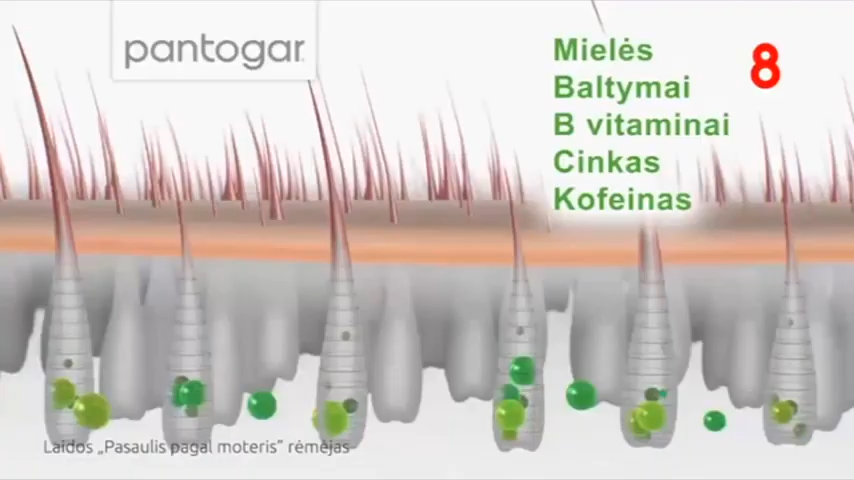 pantogar
Mielės
8
Baltymai
B vitaminai
Cinkas
Kofeinas
Laidos „Pasaulis pagal moteris” rėmėjas